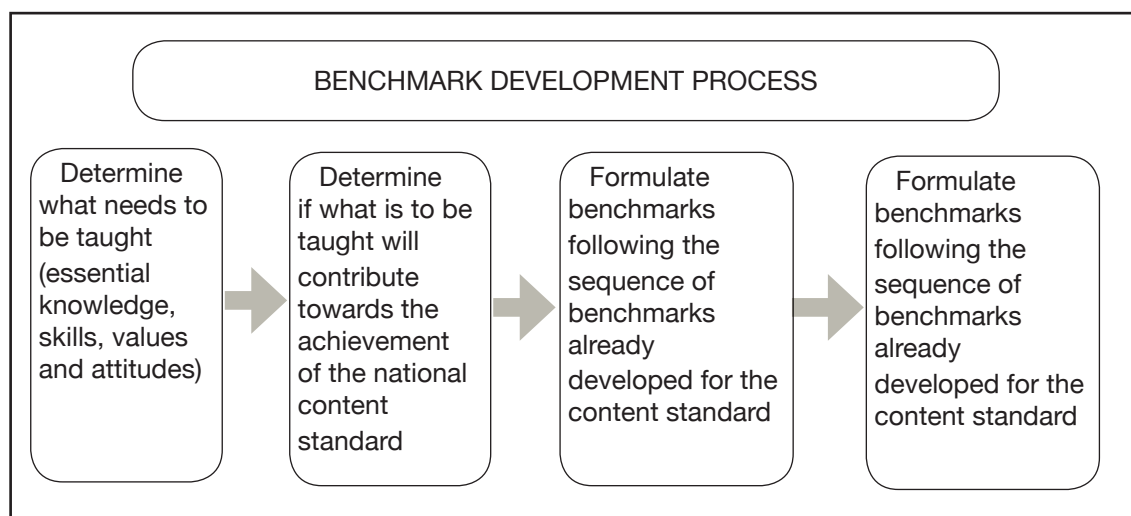 BENCHMARK DEVELOPMENT PROCESS
Determine
what needs to
be taught
(essential
knowledge,
skills, values
and attitudes)
Determine
if what is to be
taught will
contribute
towards the
achievement
of the national
content
standard
Formulate
benchmarks
following the
sequence of
benchmarks
already
developed for the
content standard
Formulate
benchmarks
following the
sequence of
benchmarks
already
developed for the
content standard